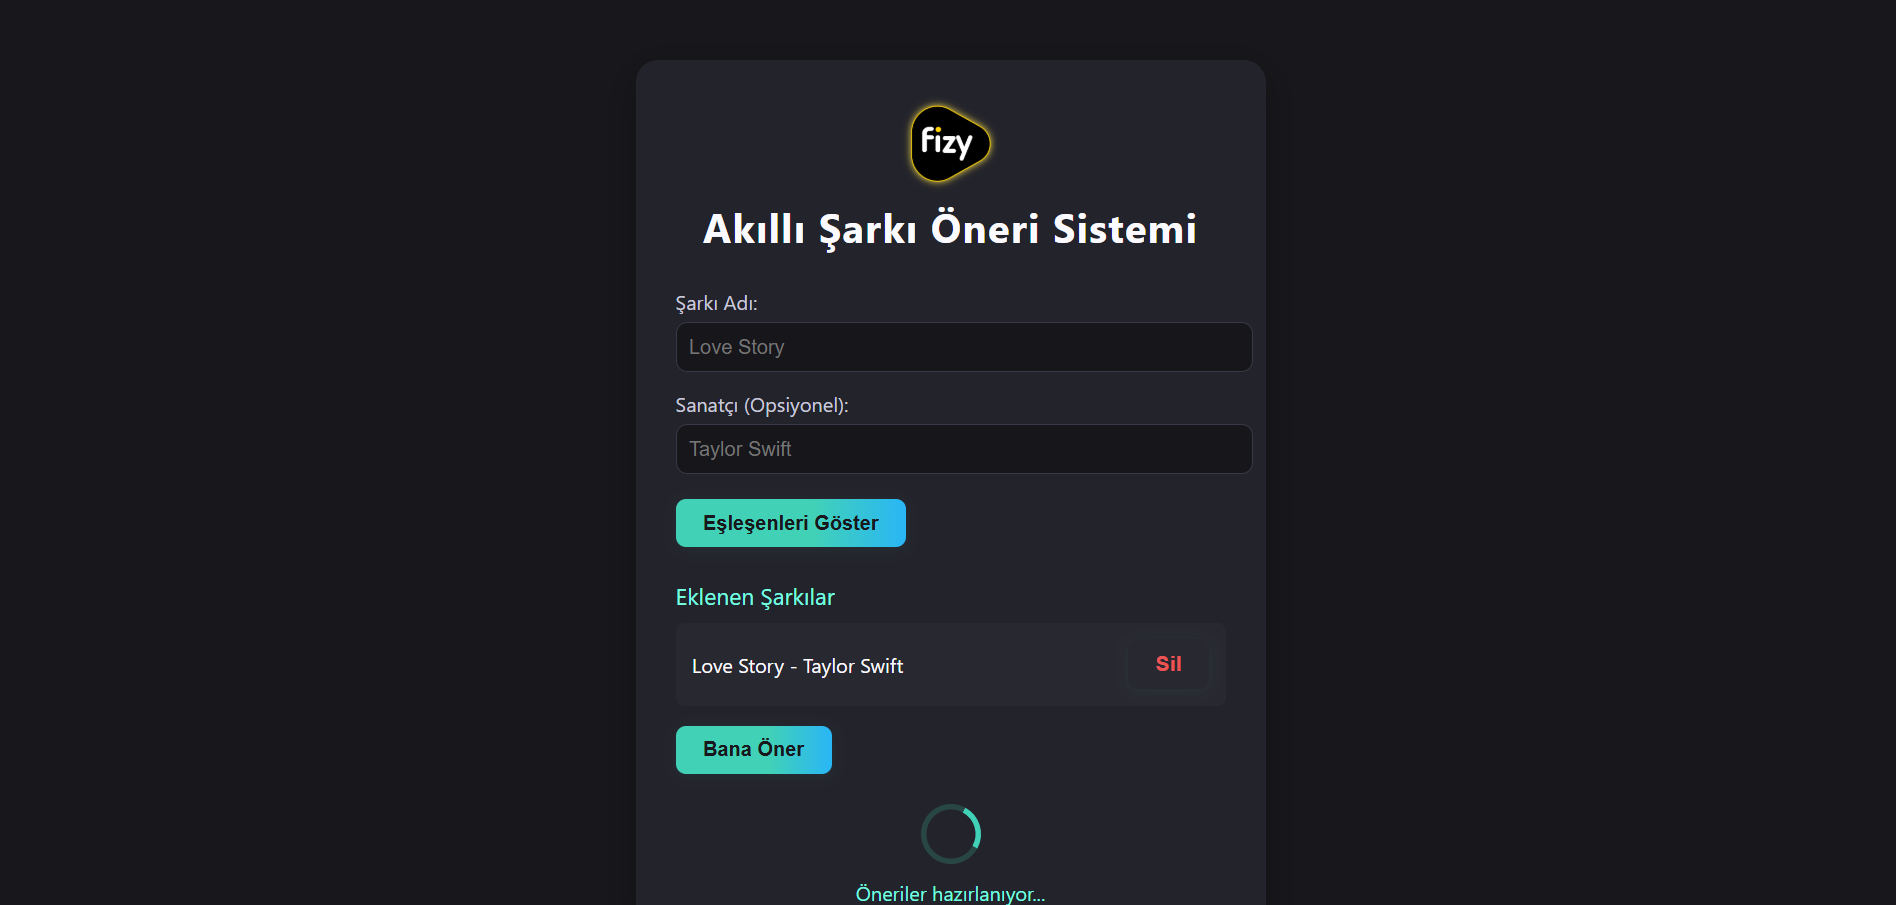 fizy
Akıllı Şarkı Öneri Sistemi
Şarkı Adı:
Love Story
Sanatçı (Opsiyonel):
Taylor Swift
Eşleşenleri Göster
Eklenen Şarkılar
Love Story - Taylor Swift
Sil
Bana Öner
Öneriler hazırlanıyor...